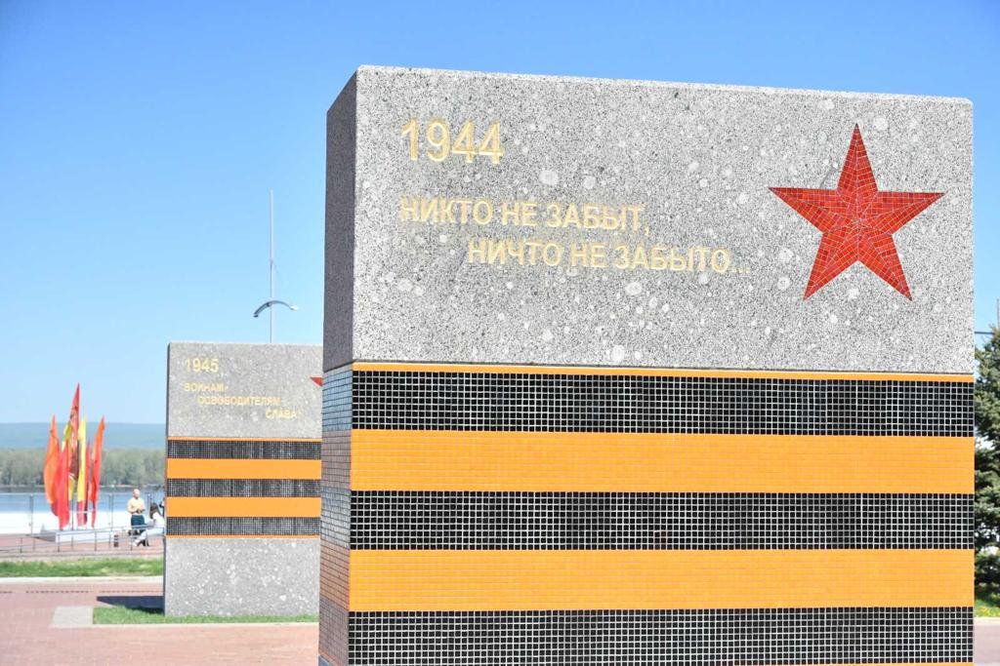 1944
НИКТО НЕ ЗАБЫТ,
НИЧТО НЕ ЗАБЫТО...
1945
ВОИНАМ-
ОСВОБОДИТЕЛЯМ
СЛАВА!